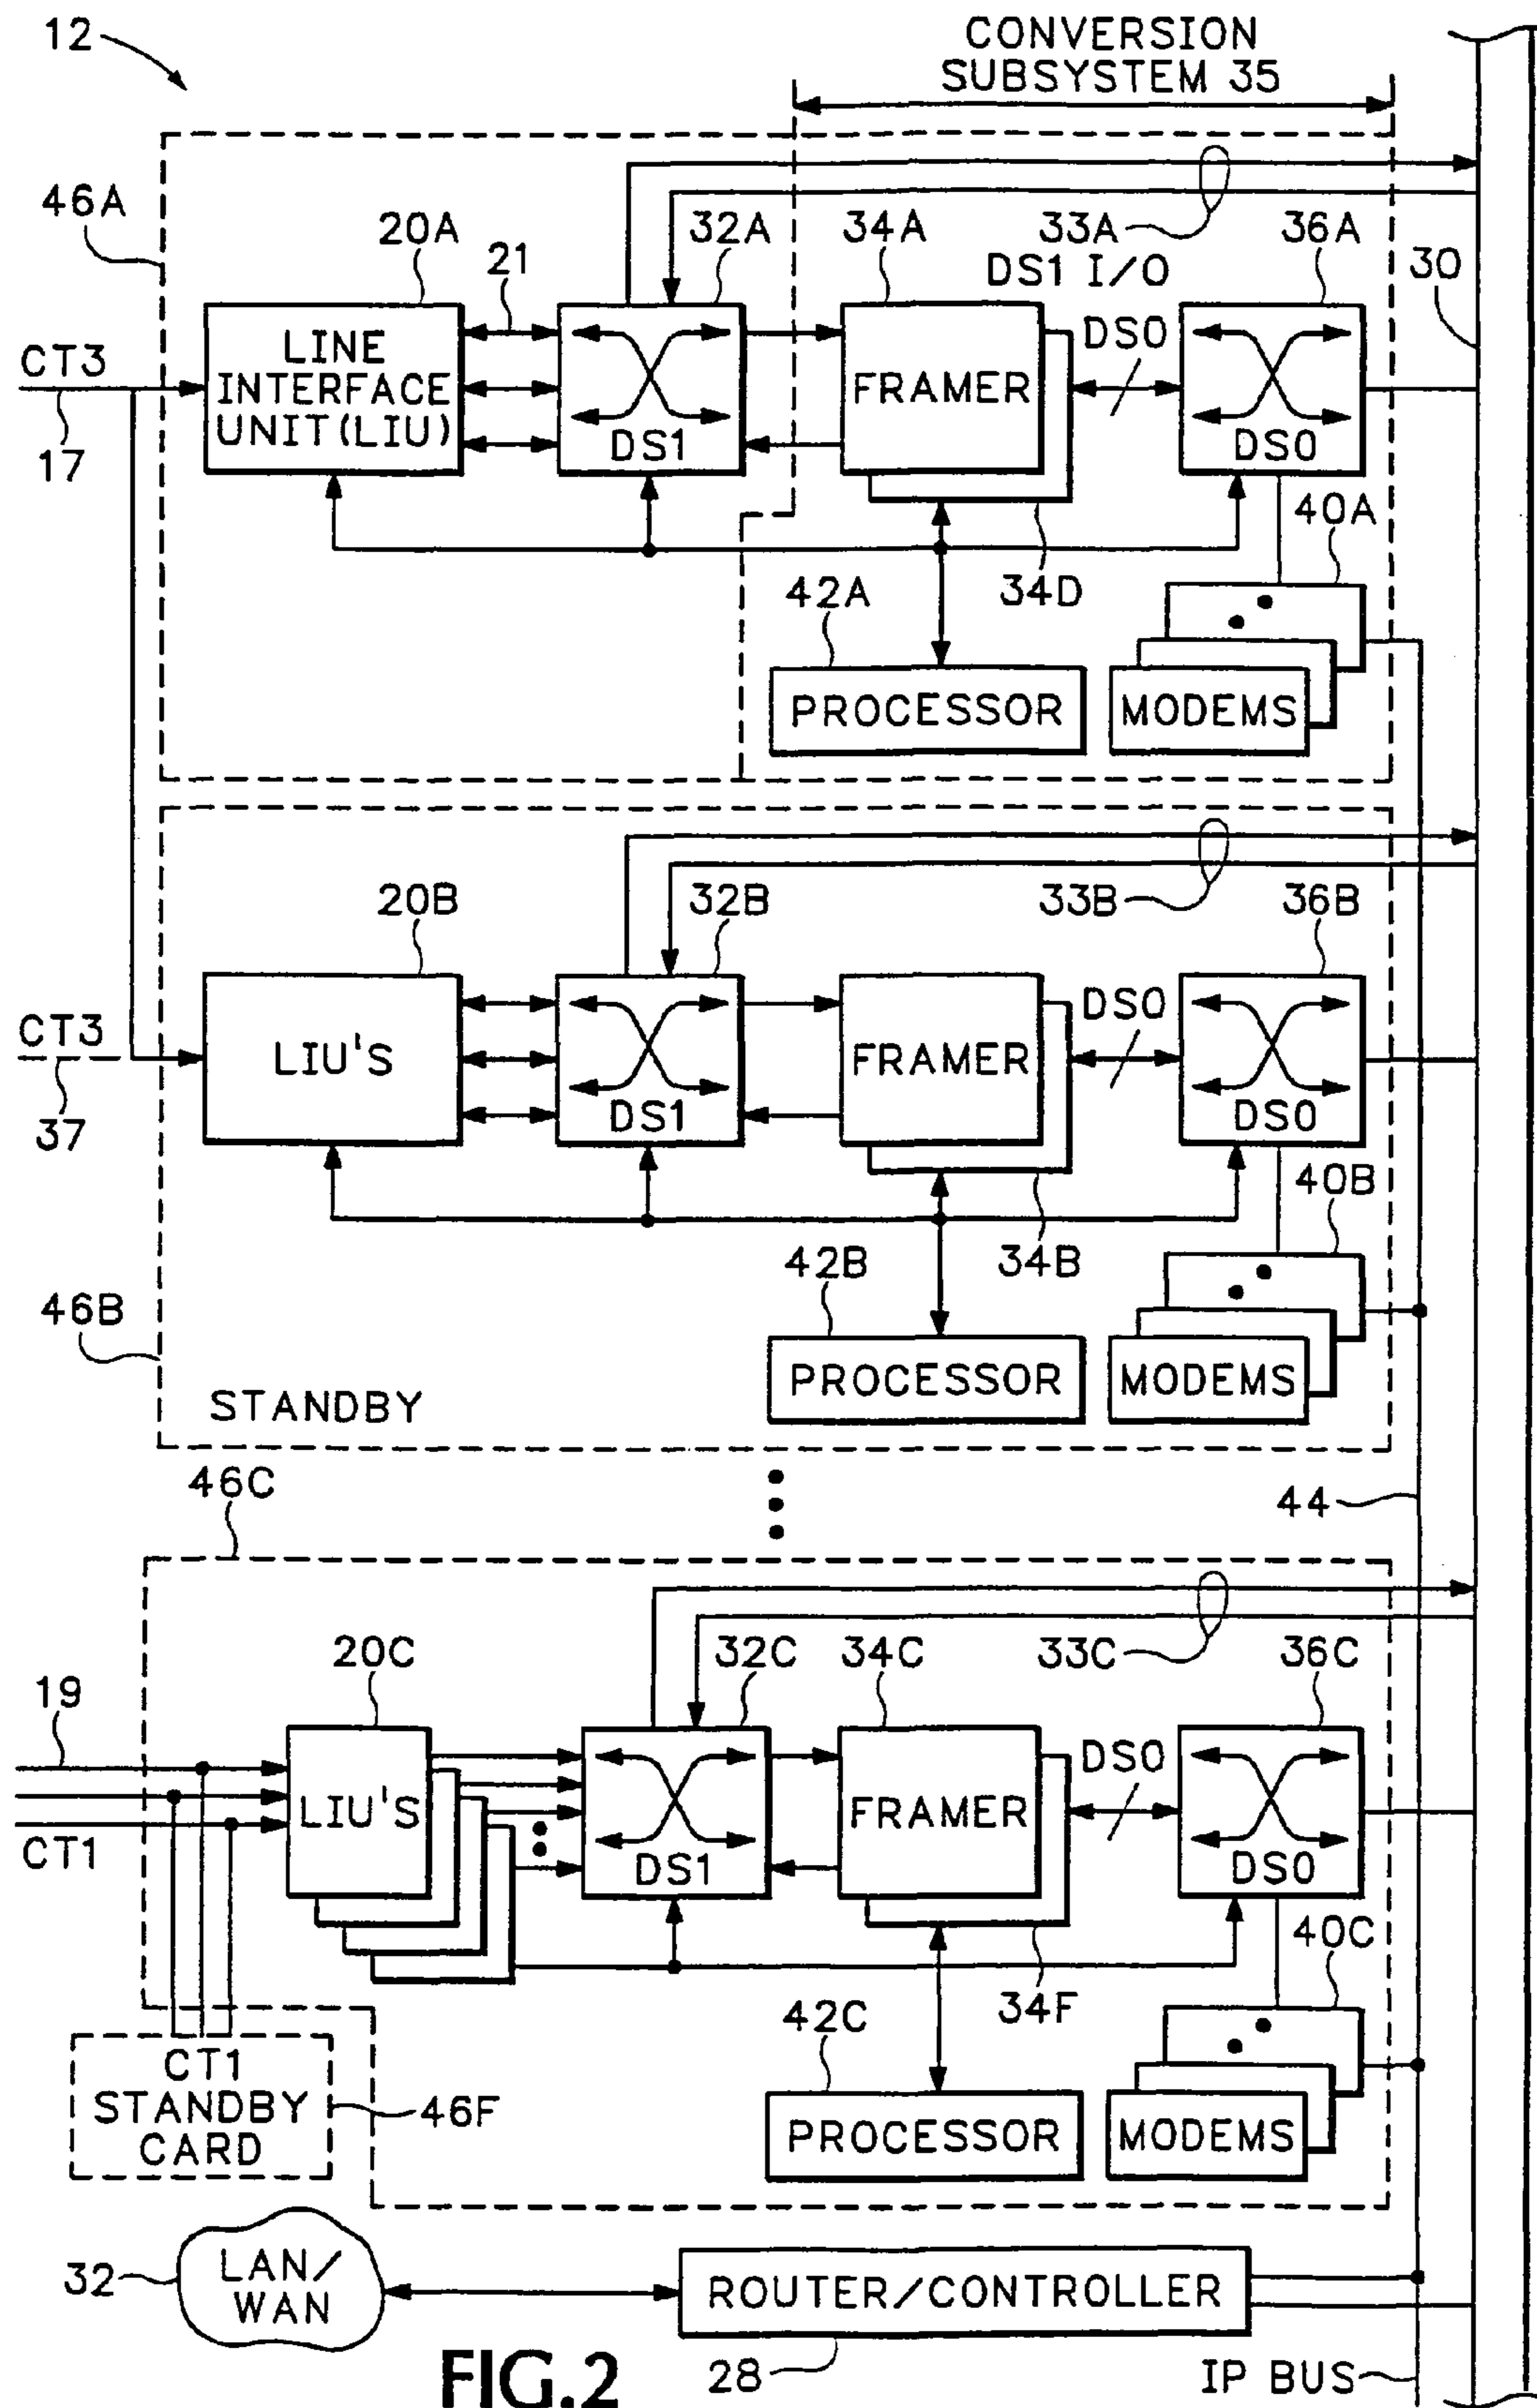 12
CONVERSION
SUBSYSTEM 35
46A
20A
21
32A
34A
33A
36A
30
DS1 I/O
CT3
17
LINE
INTERFACE
UNIT(LIU)
DS1
FRAMER
DS0
DS0
40A
42A
34D
PROCESSOR
MODEMS
20B
32B
33B
36B
CT3
37
LIU'S
DS1
FRAMER
DS0
DS0
40B
42B
34B
46B
PROCESSOR
MODEMS
STANDBY
46C
44
20C
32C
34C
33C
36C
19
CT1
LIU'S
DS1
FRAMER
DS0
DS0
40C
42C
34F
CT1
STANDBY
CARD
46F
PROCESSOR
MODEMS
32
LAN/
WAN
ROUTER/CONTROLLER
28
IP BUS
FIG.2